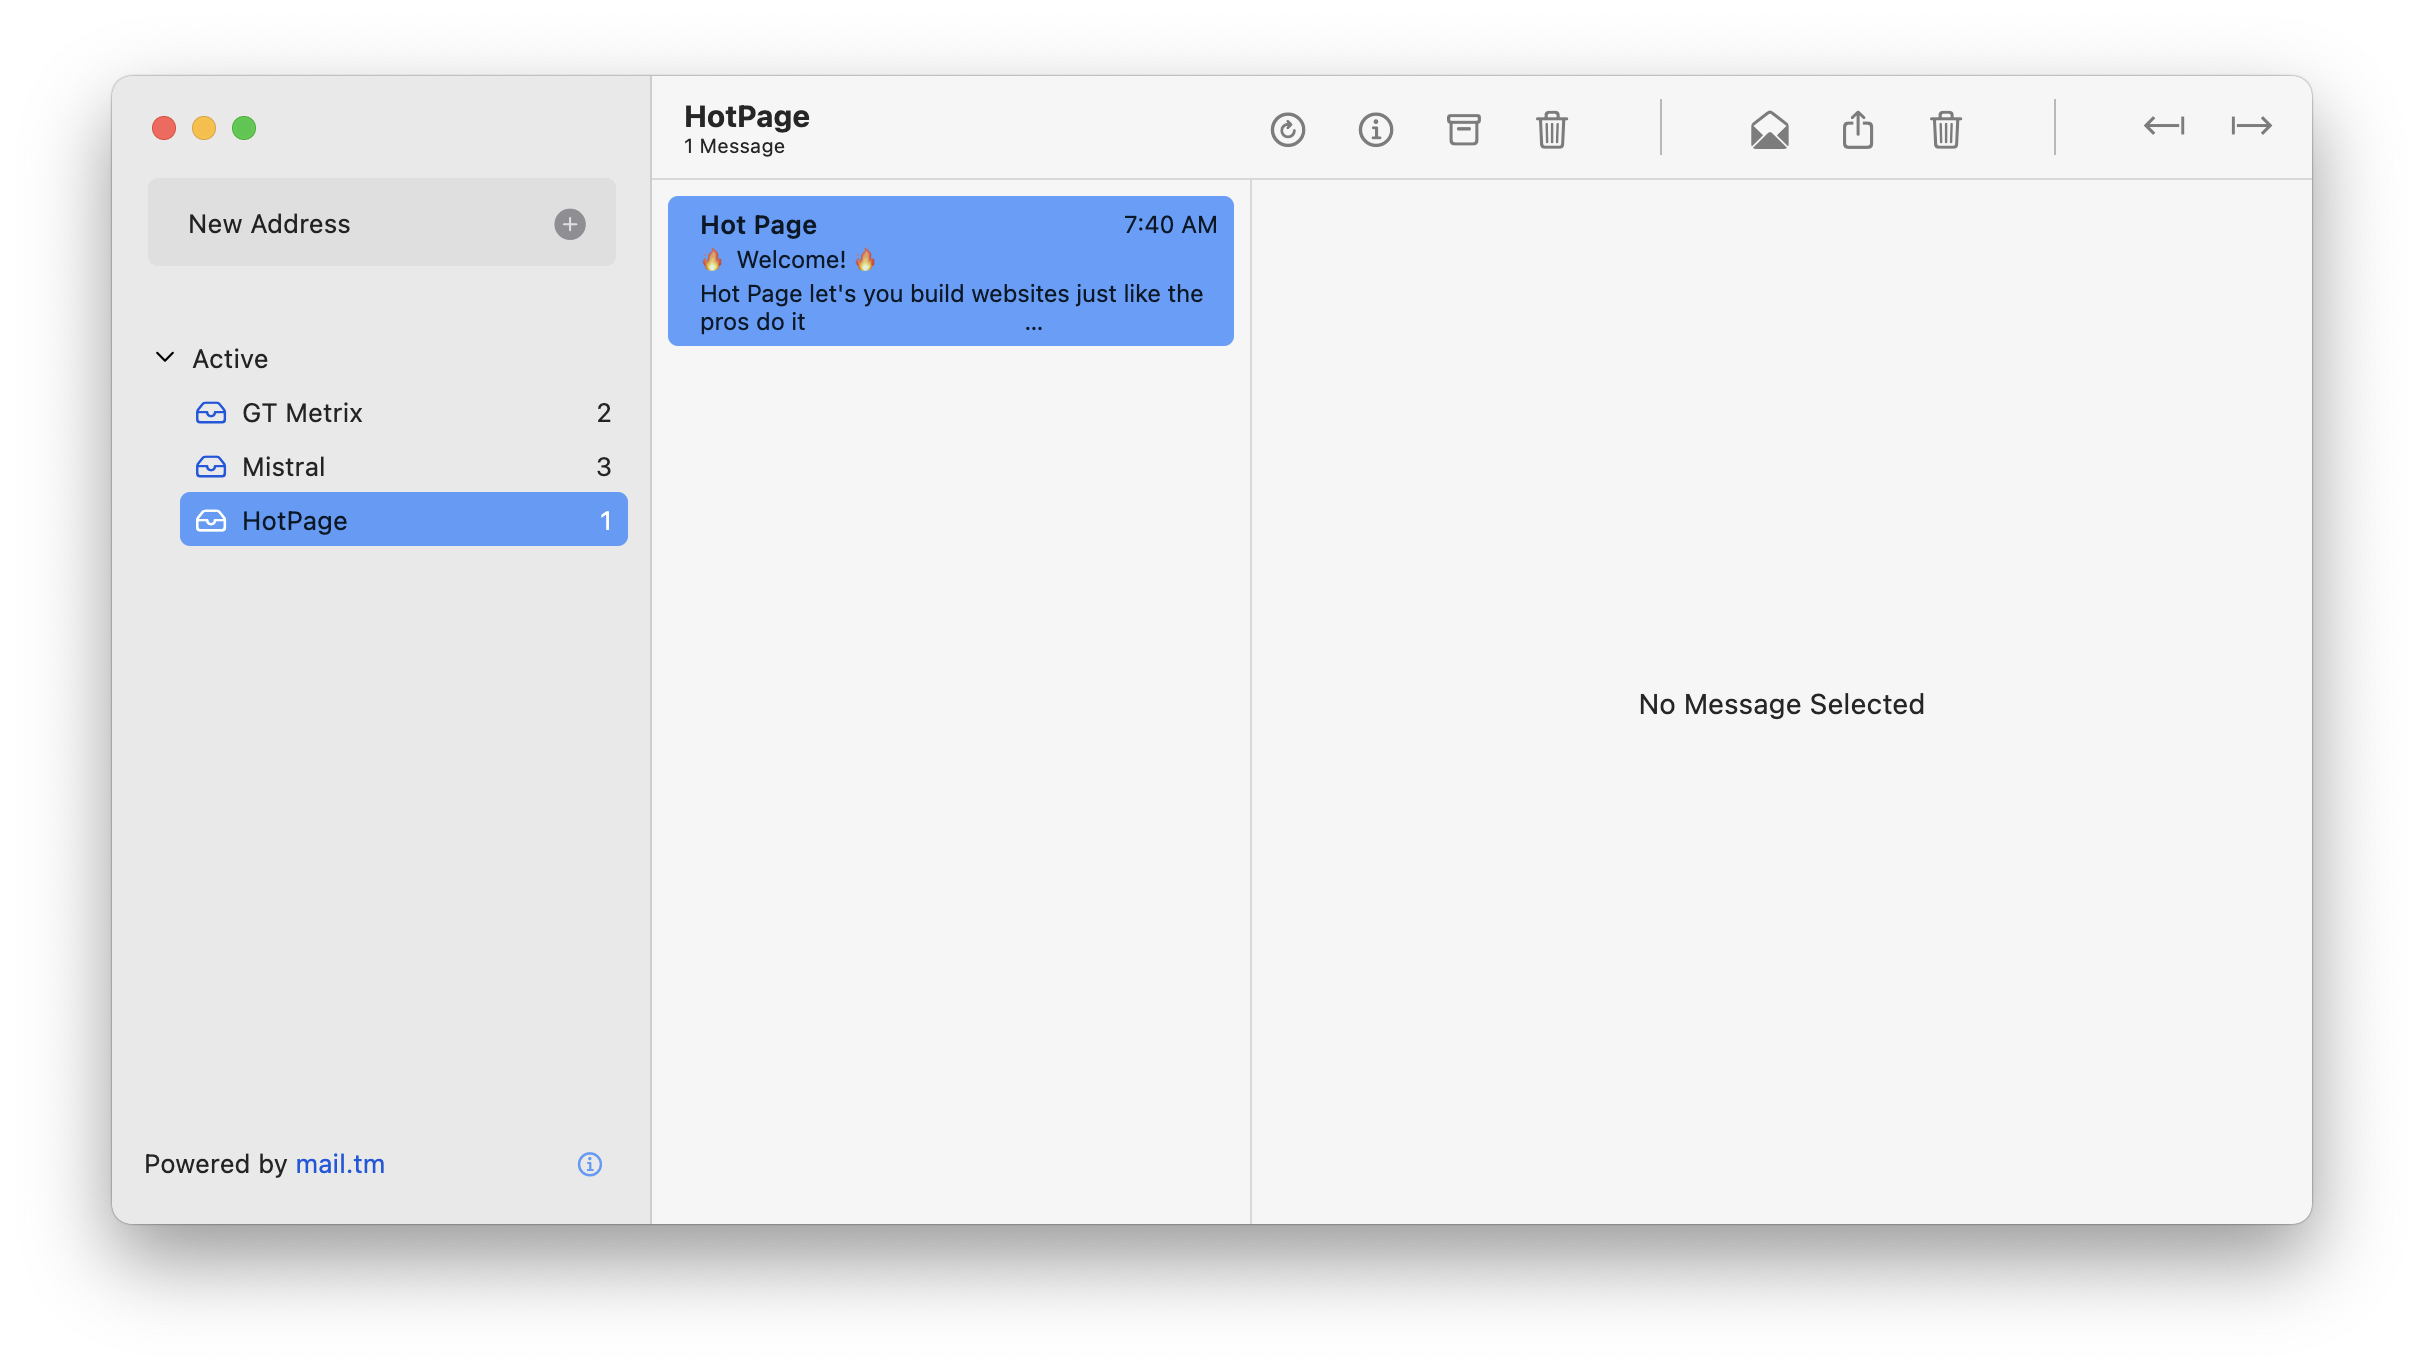 New Address
Active
GT Metrix 2
Mistral 3
HotPage 1
Powered by mail.tm
HotPage
1 Message
Hot Page 7:40 AM
🔥 Welcome! 🔥
Hot Page let's you build websites just like the
pros do it ...
No Message Selected